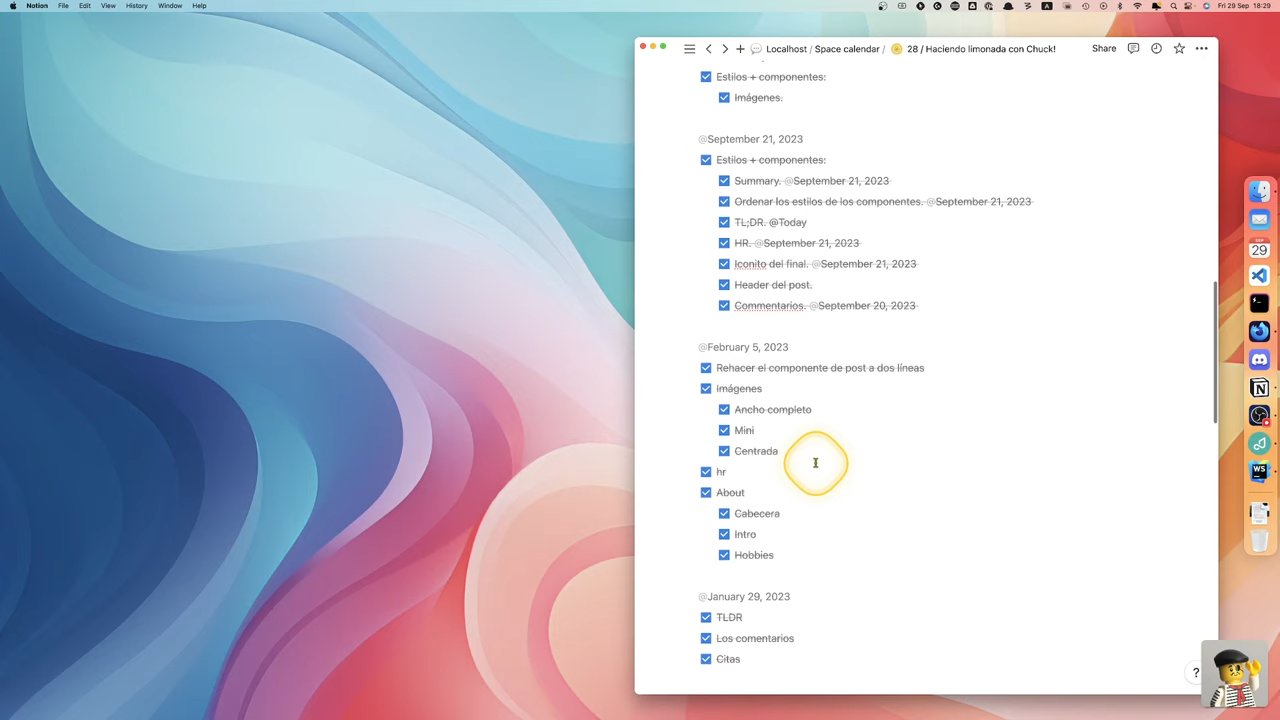 Notion File Edit View History Window Help
A
Fri 29 Sep 18:29
Localhost / Space calendar / 28 / Haciendo limonada con Chuck!
Share
Estilos + componentes:
Imágenes.
@September 21, 2023
Estilos + componentes:
Summary. @September 21, 2023
Ordenar los estilos de los componentes. @September 21, 2023
TL;DR. @Today
HR. @September 21, 2023
Iconito del final. @September 21, 2023
Header del post.
Commentarios. @September 20, 2023
@February 5, 2023
Rehacer el componente de post a dos líneas
Imágenes
Ancho completo
Mini
Centrada
hr
About
Cabecera
Intro
Hobbies
@January 29, 2023
TLDR
Los comentarios
Citas
?
SEP
29
N
WS